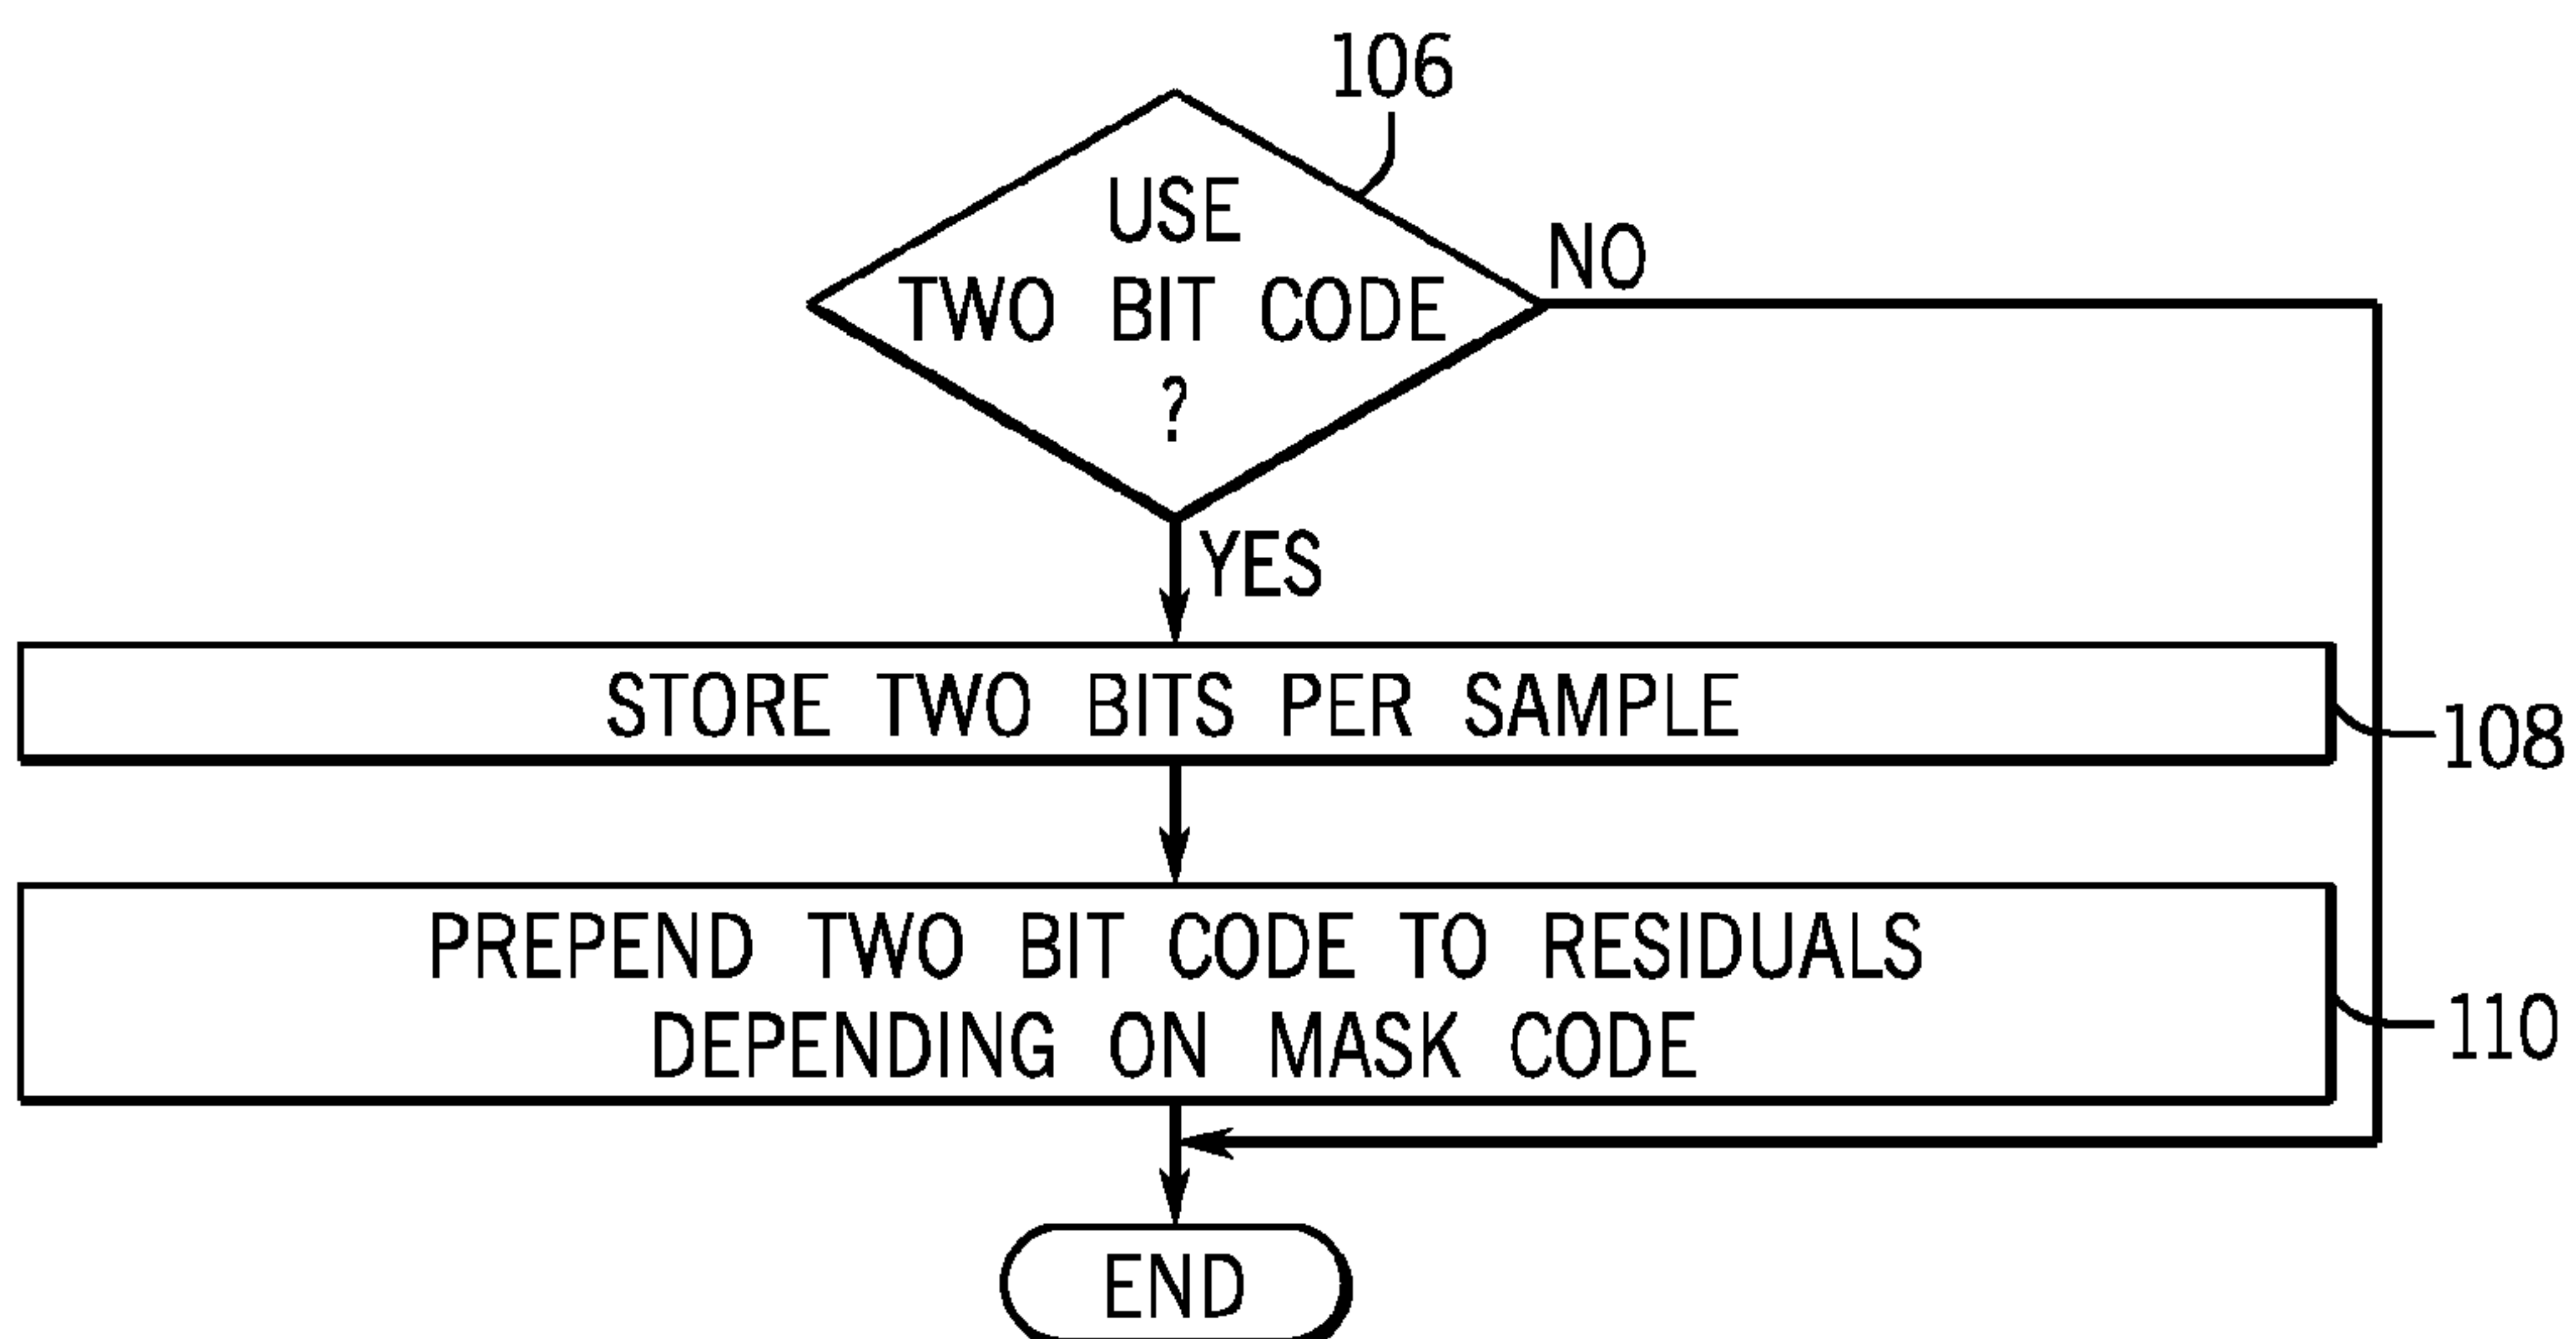 106
USE
TWO BIT CODE
?
NO
YES
STORE TWO BITS PER SAMPLE
108
PREPEND TWO BIT CODE TO RESIDUALS
DEPENDING ON MASK CODE
110
END